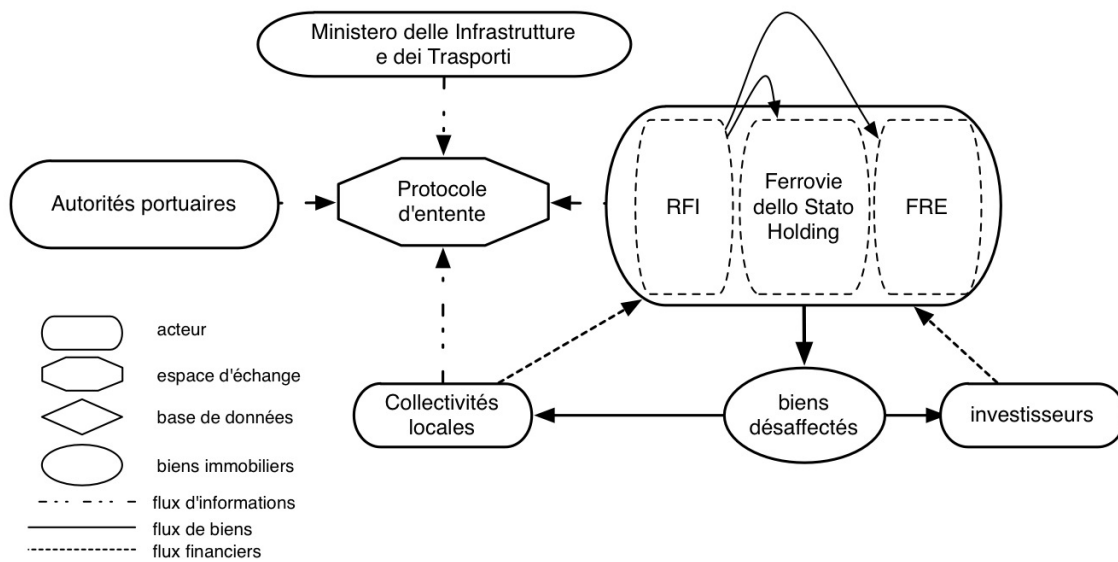 Ministero delle Infrastrutture
e dei Trasporti
Autorités portuaires
Protocole
d'entente
RFI
Ferrovie
dello Stato
Holding
FRE
acteur
espace d'échange
base de données
biens immobiliers
flux d'informations
flux de biens
flux financiers
Collectivités
locales
biens
désaffectés
investisseurs